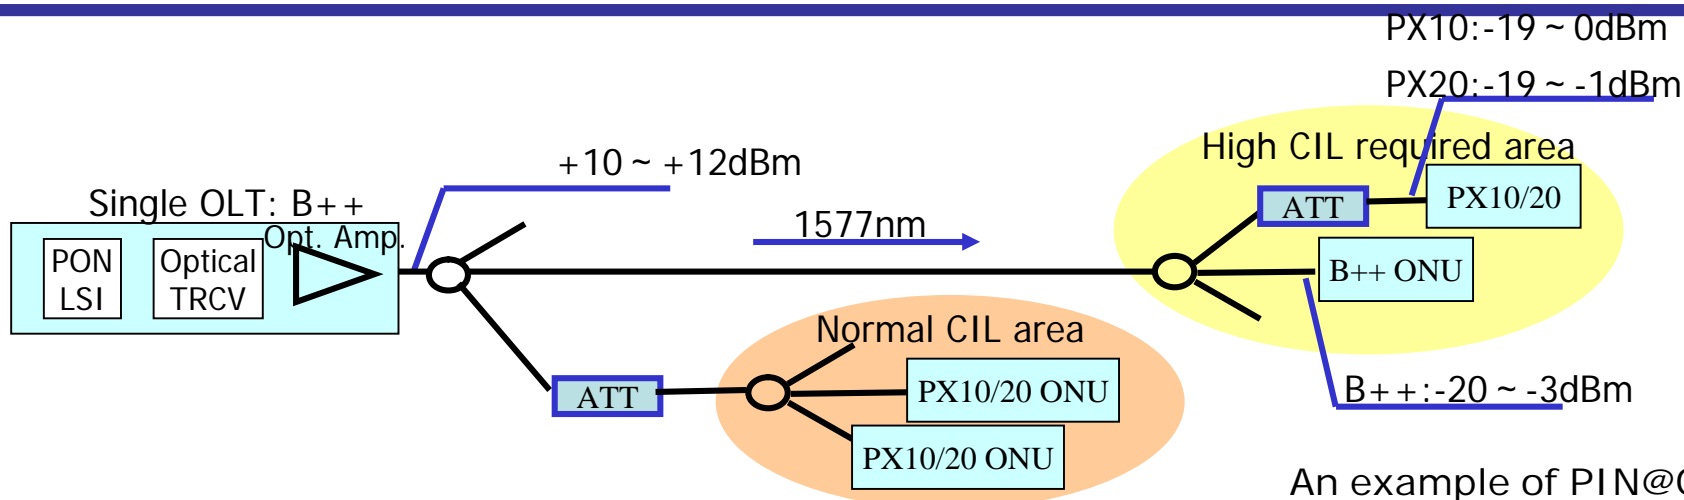 PX10:-19 ~ 0dBm
PX20:-19 ~ -1dBm
High CIL required area
+10 ~ +12dBm
Single OLT: B++
Opt. Amp.
1577nm
ATT
PX10/20
PON
LSI
Optical
TRCV
B++ ONU
Normal CIL area
ATT
PX10/20 ONU
B++:-20 ~ -3dBm
PX10/20 ONU
An example of PIN@